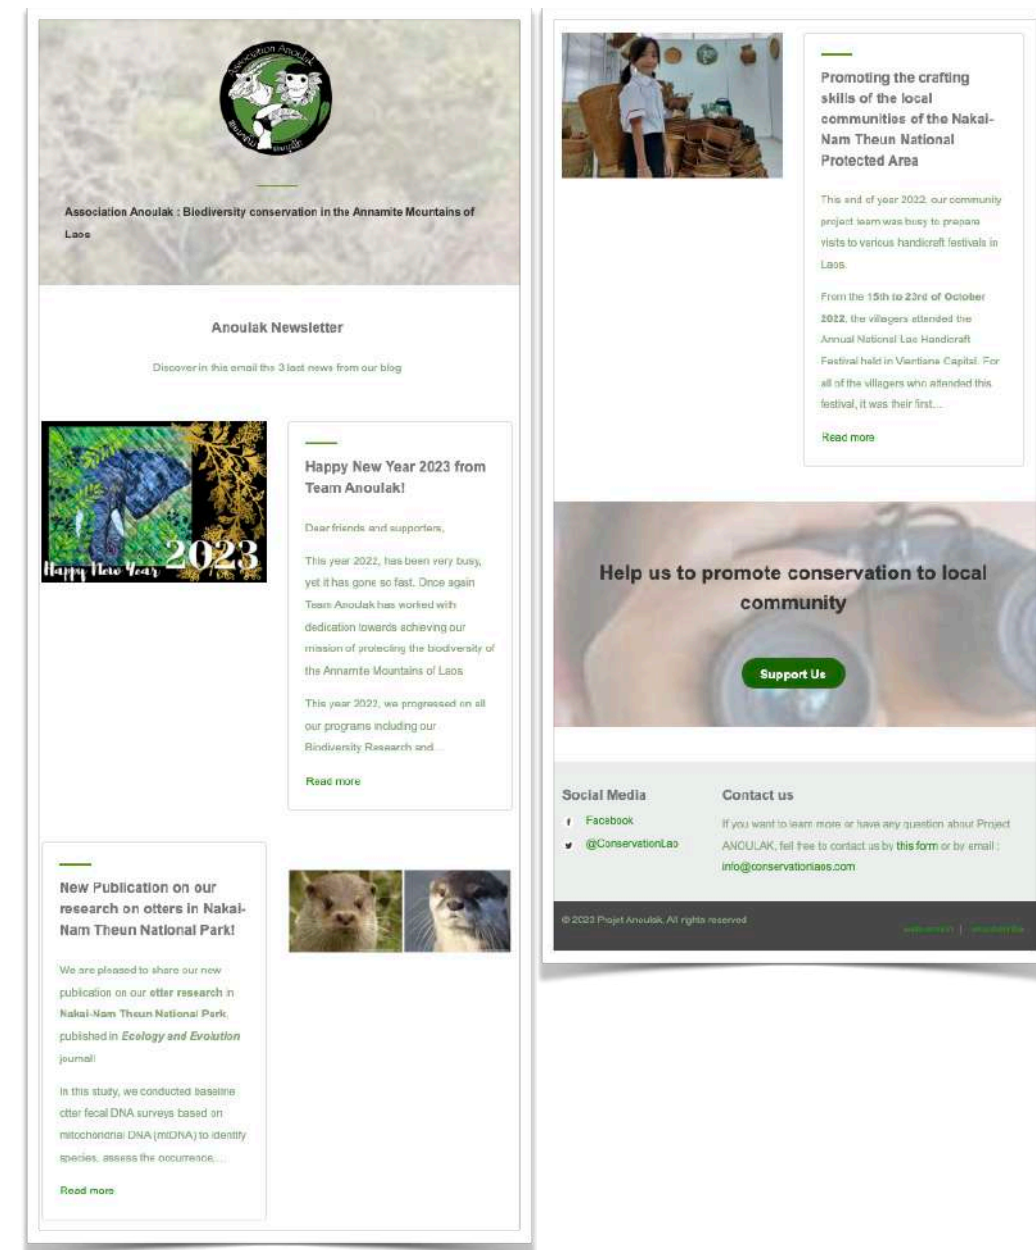 Association Anoulak
Association Anoulak : Biodiversity conservation in the Annamite Mountains of
Laos
Anoulak Newsletter
Discover in this email the 3 last news from our blog
Happy New Year 2023
Happy New Year 2023 from
Team Anoulak!
Dear friends and supporters,
This year 2022, has been very busy,
yet it has gone so fast. Once again
Team Anoulak has worked with
dedication towards achieving our
mission of protecting the biodiversity of
the Annamite Mountains of Laos.
This year 2022, we progressed on all
our programs including our
Biodiversity Research and...
Read more
New Publication on our
research on otters in Nakai-
Nam Theun National Park!
We are pleased to share our new
publication on our otter research in
Nakai-Nam Theun National Park,
published in Ecology and Evolution
journal!
In this study, we conducted baseline
otter fecal DNA surveys based on
mitochondrial DNA (mtDNA) to identify
species, assess the occurrence,...
Read more
Promoting the crafting
skills of the local
communities of the Nakai-
Nam Theun National
Protected Area
This end of year 2022, our community
project team was busy to prepare
visits to various handicraft festivals in
Laos.
From the 15th to 23rd of October
2022, the villagers attended the
Annual National Lao Handicraft
Festival held in Vientiane Capital. For
all of the villagers who attended this
festival, it was their first...
Read more
Help us to promote conservation to local
community
Support Us
Social Media
Facebook
@ConservationLao
Contact us
If you want to learn more or have any question about Project
ANOULAK, fell free to contact us by this form or by email :
info@conservationlaos.com
© 2023 Projet Anoulak, All rights reserved
webversion | unsubscribe